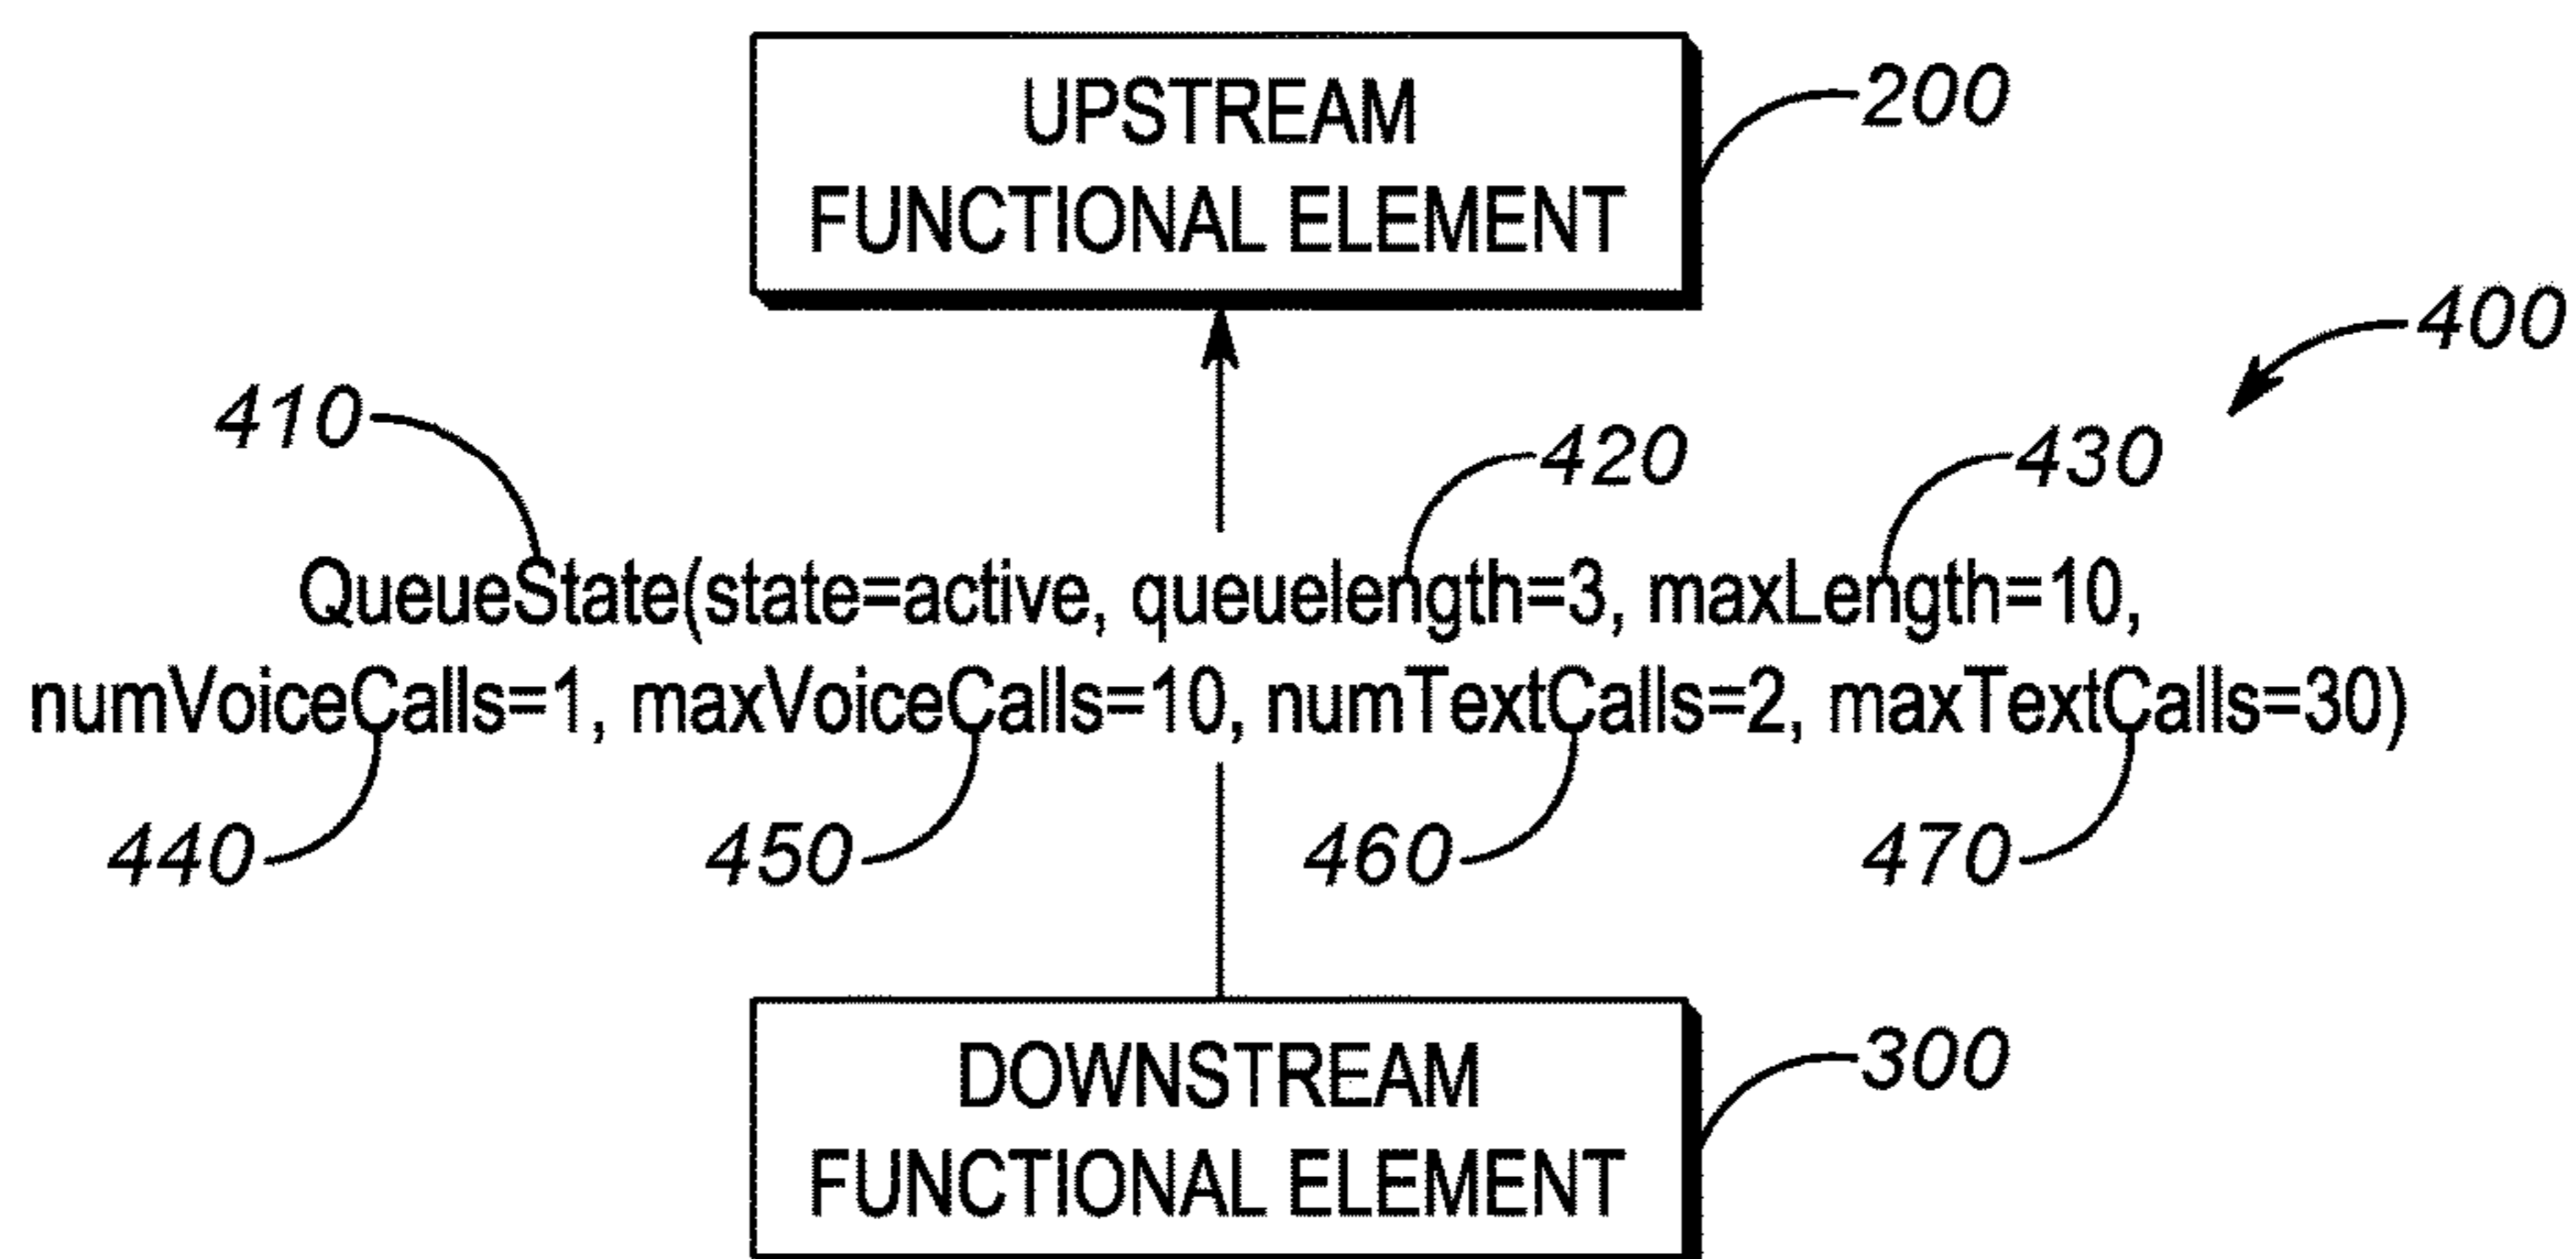 UPSTREAM
FUNCTIONAL ELEMENT
200
400
410
420
430
QueueState(state=active, queuelength=3, maxLength=10,
numVoiceCalls=1, maxVoiceCalls=10, numTextCalls=2, maxTextCalls=30)
440
450
460
470
DOWNSTREAM
FUNCTIONAL ELEMENT
300